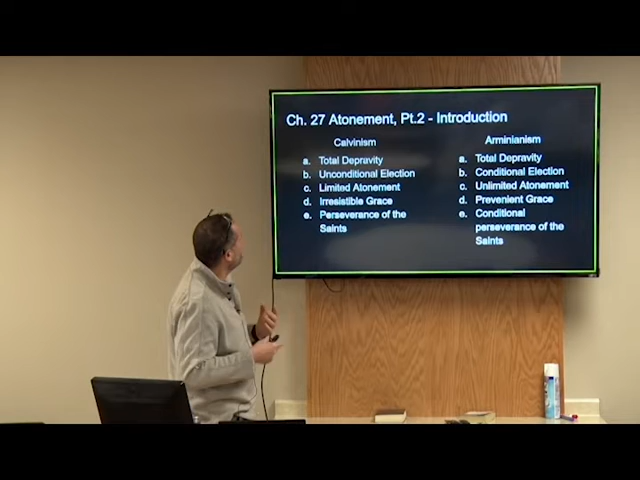 Ch. 27 Atonement, Pt.2 - Introduction
Calvinism
a. Total Depravity
b. Unconditional Election
c. Limited Atonement
d. Irresistible Grace
e. Perseverance of the
Saints
Arminianism
a. Total Depravity
b. Conditional Election
c. Unlimited Atonement
d. Prevenient Grace
e. Conditional
perseverance of the
Saints